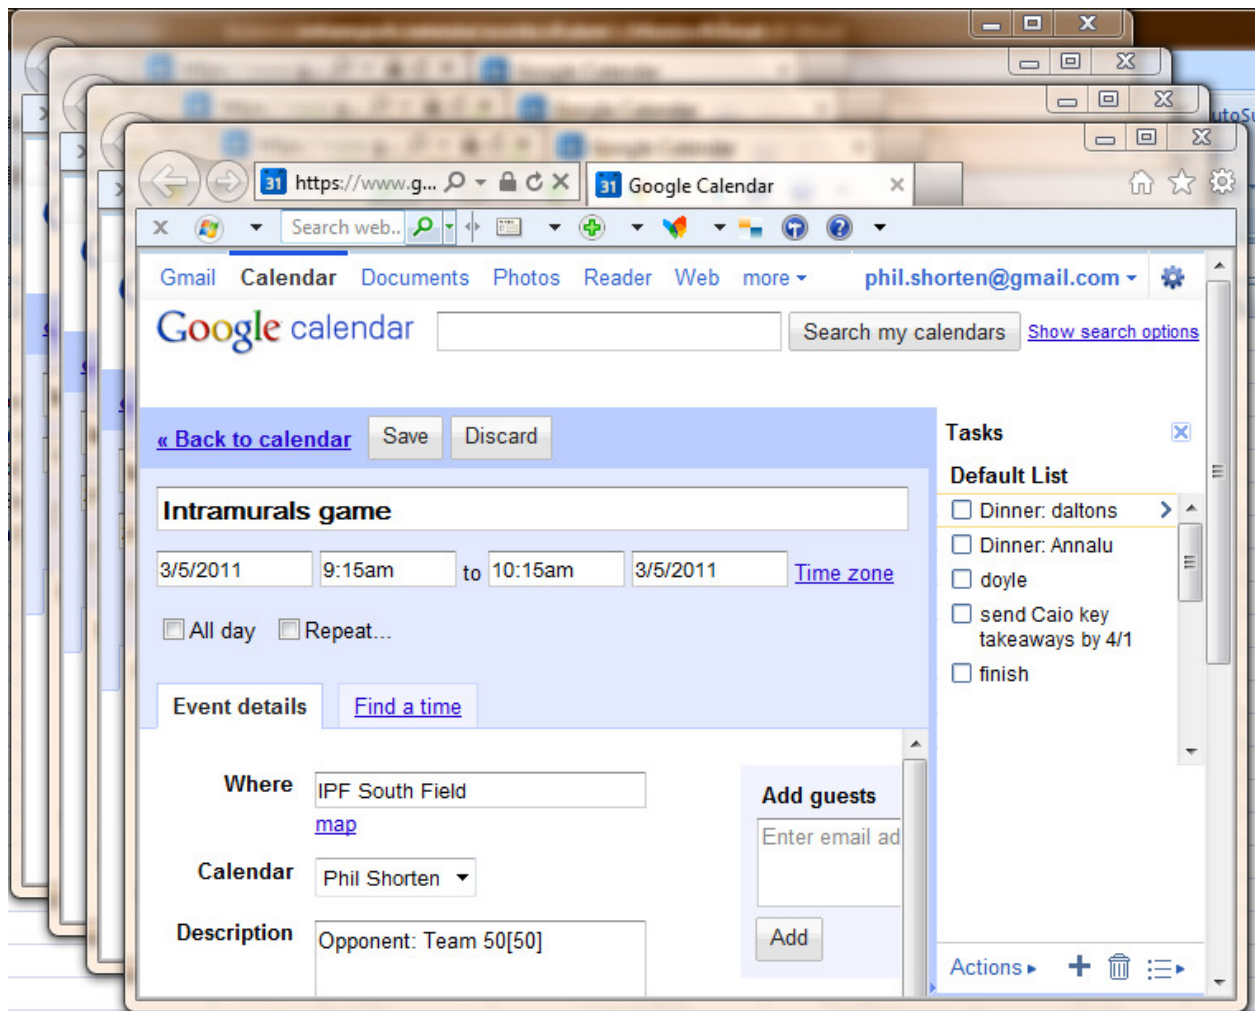 utoSu
31 https://www.g...
31 Google Calendar
Search web..
Gmail Calendar Documents Photos Reader Web more phil.shorten@gmail.com
Google calendar
Search my calendars Show search options
« Back to calendar Save Discard
Intramurals game
3/5/2011 9:15am to 10:15am 3/5/2011 Time zone
All day Repeat...
Event details Find a time
Where IPF South Field
map
Calendar Phil Shorten
Description Opponent: Team 50[50]
Add guests
Enter email ad
Add
Tasks
Default List
Dinner: daltons
Dinner: Annalu
doyle
send Caio key
takeaways by 4/1
finish
Actions